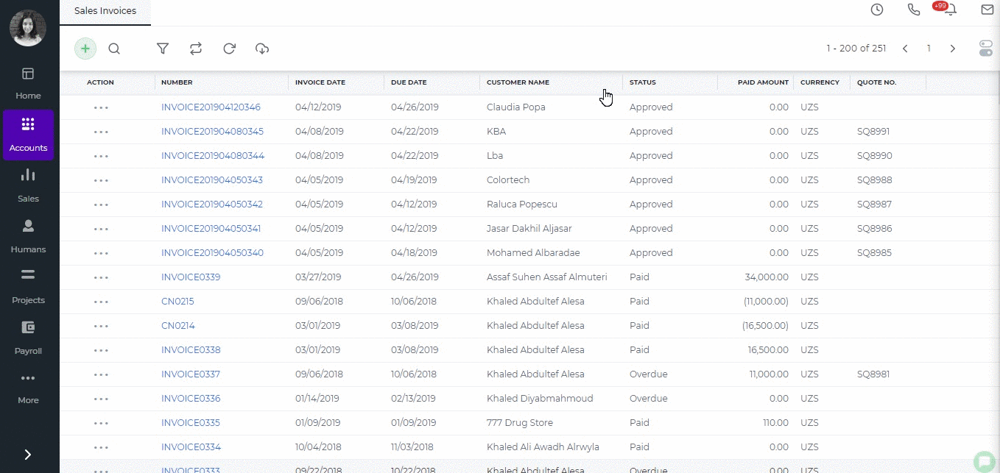 Sales Invoices
+99
1 - 200 of 251 1
ACTION NUMBER INVOICE DATE DUE DATE CUSTOMER NAME STATUS PAID AMOUNT CURRENCY QUOTE NO.
INVOICE201904120346 04/12/2019 04/26/2019 Claudia Popa Approved 0.00 UZS
INVOICE201904080345 04/08/2019 04/22/2019 KBA Approved 0.00 UZS SQ8991
INVOICE201904080344 04/08/2019 04/22/2019 Lba Approved 0.00 UZS SQ8990
INVOICE201904050343 04/05/2019 04/19/2019 Colortech Approved 0.00 UZS SQ8988
INVOICE201904050342 04/05/2019 04/12/2019 Raluca Popescu Approved 0.00 UZS SQ8987
INVOICE201904050341 04/05/2019 04/12/2019 Jasar Dakhil Aljasar Approved 0.00 UZS SQ8986
INVOICE201904050340 04/05/2019 04/18/2019 Mohamed Albaradae Approved 0.00 UZS SQ8985
INVOICE0339 03/27/2019 04/26/2019 Assaf Suhen Assaf Almuteri Paid 34,000.00 UZS
CN0215 09/06/2018 10/06/2018 Khaled Abdultef Alesa Paid (11,000.00) UZS
CN0214 03/01/2019 03/08/2019 Khaled Abdultef Alesa Paid (16,500.00) UZS
INVOICE0338 03/01/2019 03/08/2019 Khaled Abdultef Alesa Paid 16,500.00 UZS
INVOICE0337 09/06/2018 10/06/2018 Khaled Abdultef Alesa Overdue 11,000.00 UZS SQ8981
INVOICE0336 01/14/2019 02/13/2019 Khaled Diyabmahmoud Overdue 0.00 UZS
INVOICE0335 01/09/2019 01/09/2019 777 Drug Store Paid 110.00 UZS
INVOICE0334 10/04/2018 11/03/2018 Khaled Ali Awadh Alrwyla Paid 0.00 UZS
INVOICE0333 09/22/2018 10/22/2018 Khaled Abdultef Alesa Overdue 0.00 UZS
Home
Accounts
Sales
Humans
Projects
Payroll
More